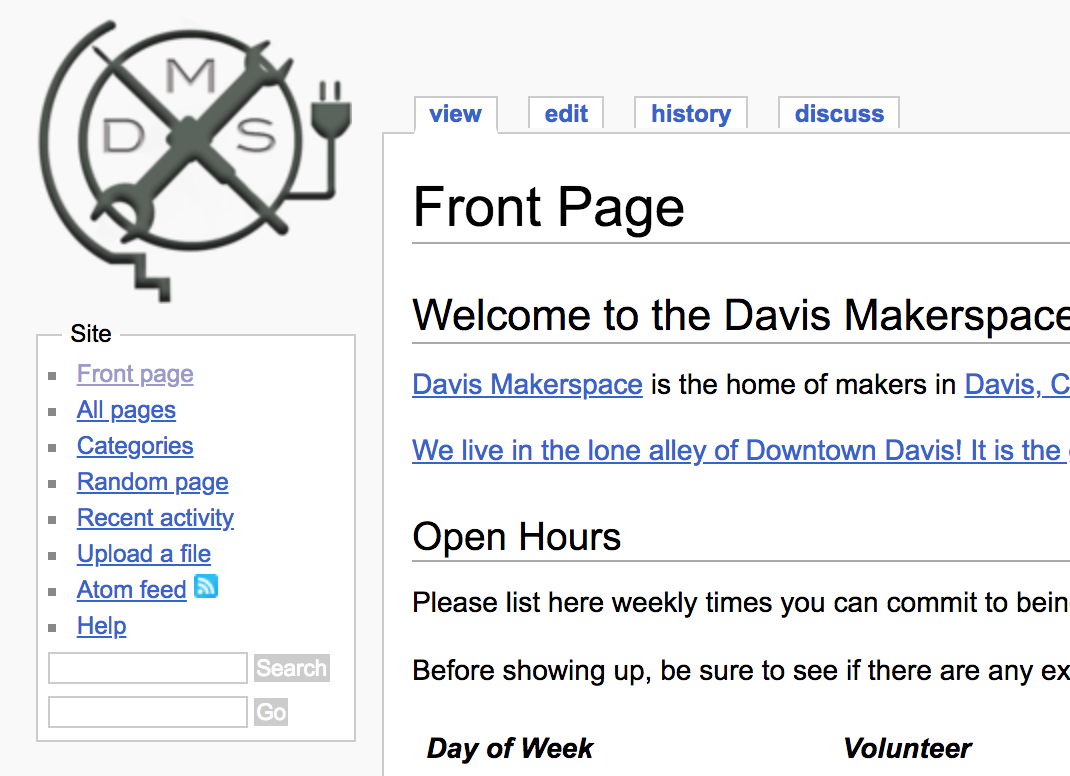 M
D S
view edit history discuss
Front Page
Welcome to the Davis Makerspace
Davis Makerspace is the home of makers in Davis,
We live in the lone alley of Downtown Davis! It is the
Open Hours
Please list here weekly times you can commit to
Before showing up, be sure to see if there are any
Day of Week Volunteer
Site
Front page
All pages
Categories
Random page
Recent activity
Upload a file
Atom feed
Help
Search
Go